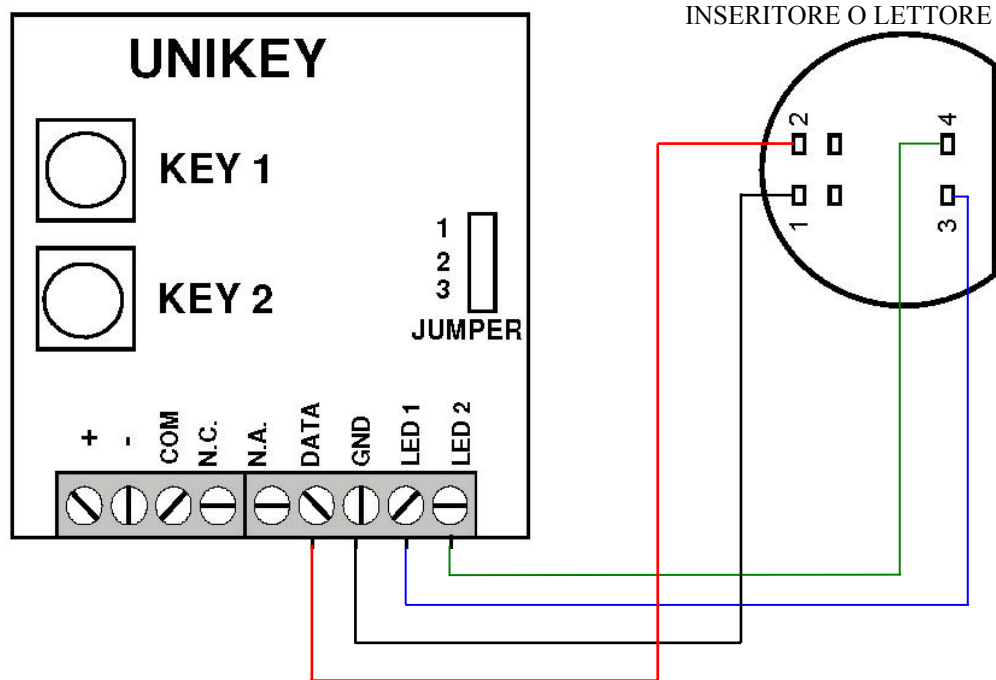 INSERITORE O LETTORE
UNIKEY
KEY 1
KEY 2
1
2
3
JUMPER
+
-
COM
N.C.
N.A.
DATA
GND
LED 1
LED 2
2
4
1
3